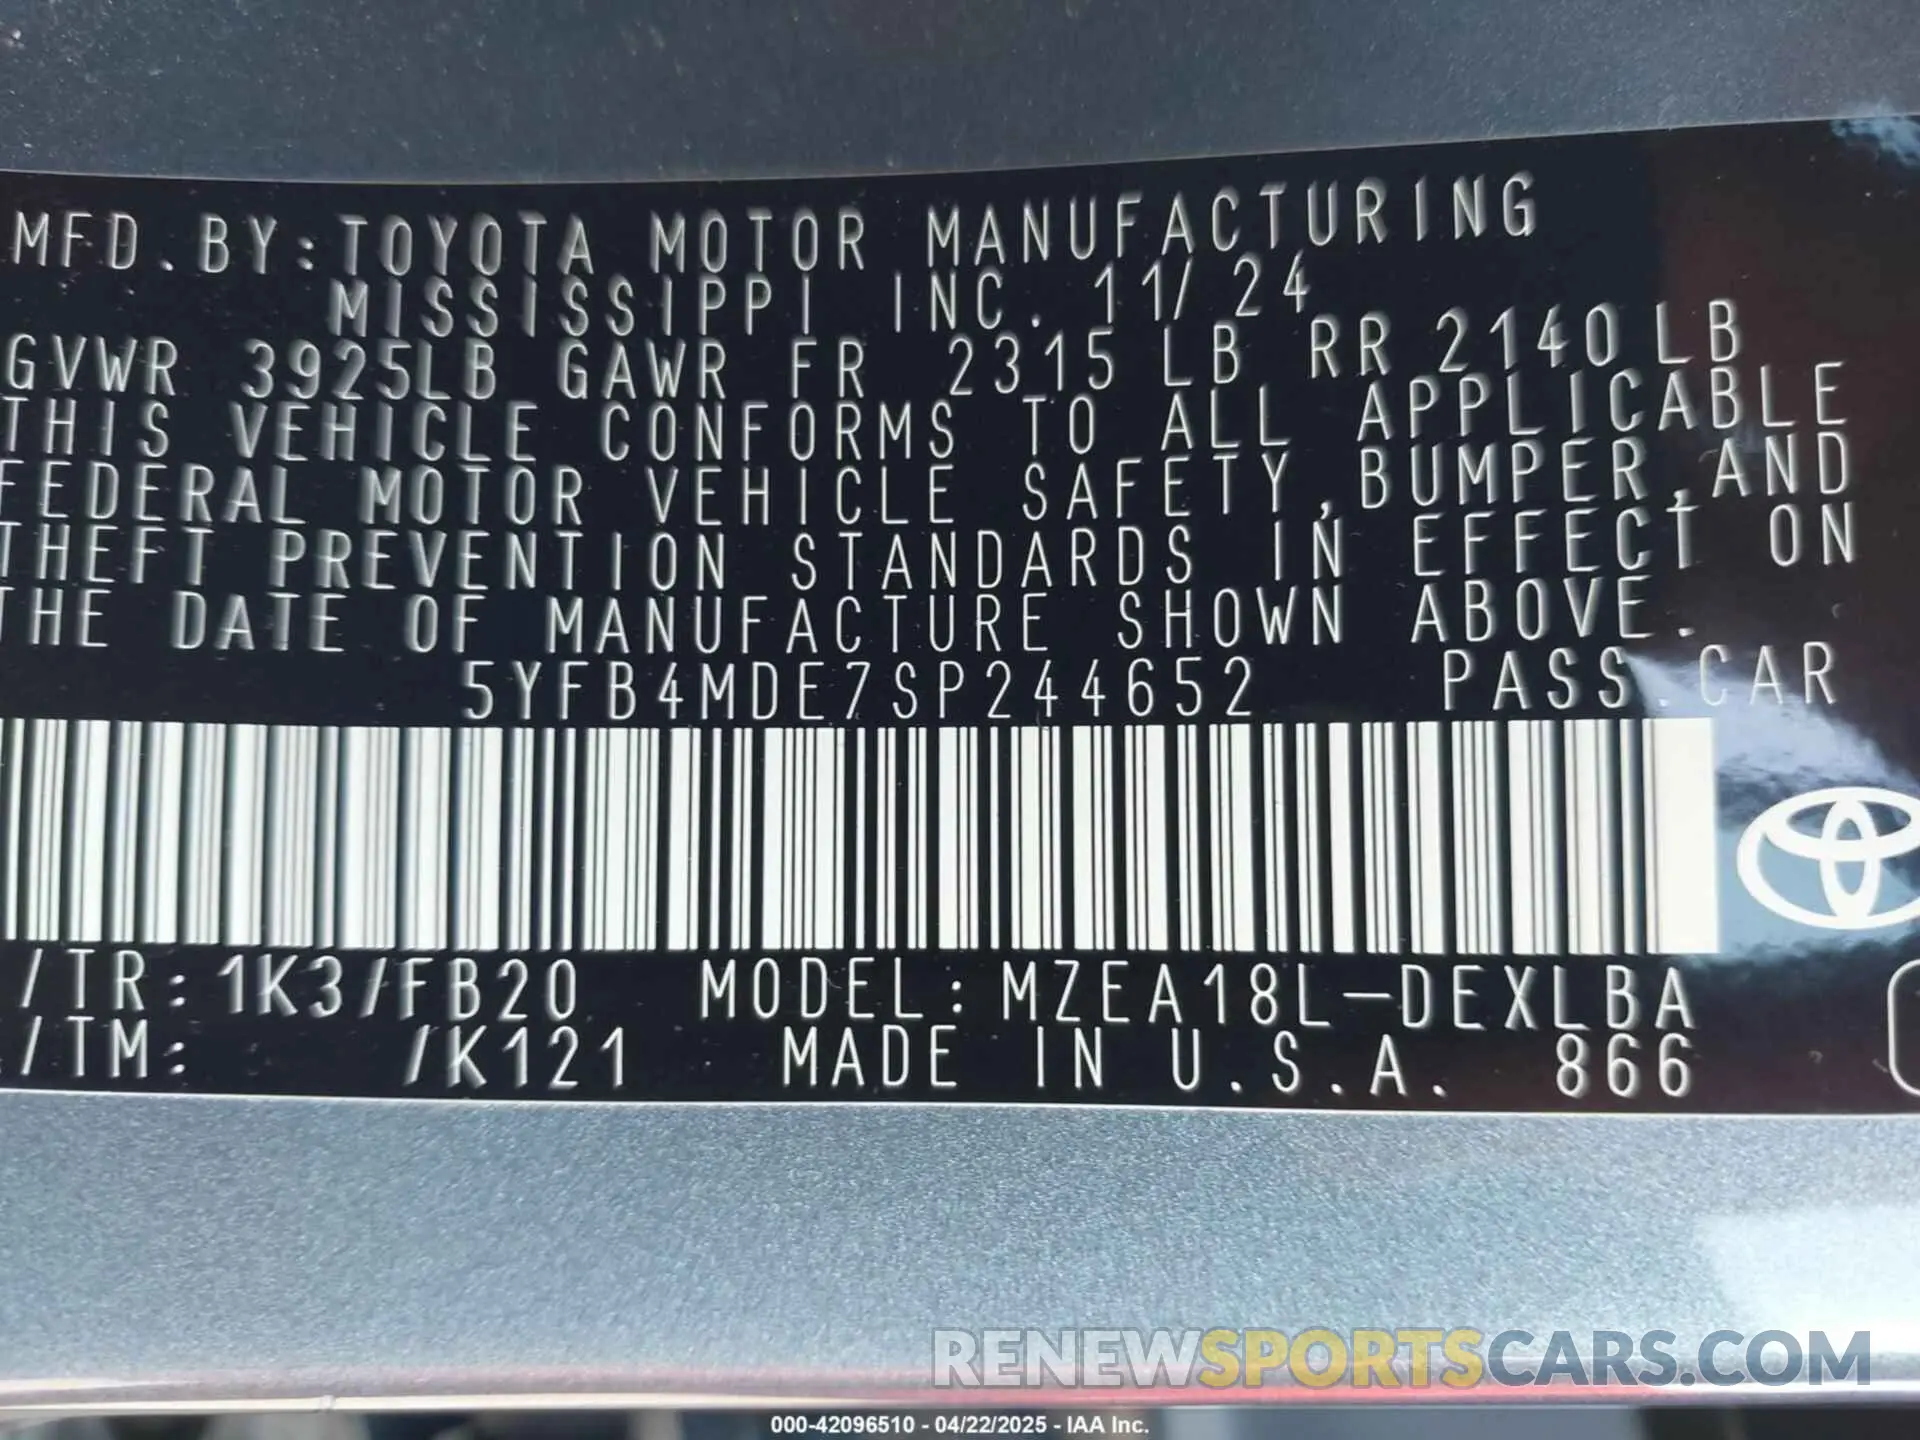 MFD.BY:TOYOTA MOTOR MANUFACTURING
MISSISSIPPI INC. 11/24
GVWR 3925LB GAWR FR 2315 LB RR 2140 LB
THIS VEHICLE CONFORMS TO ALL APPLICABLE
FEDERAL MOTOR VEHICLE SAFETY,BUMPER,AND
THEFT PREVENTION STANDARDS IN EFFECT ON
THE DATE OF MANUFACTURE SHOWN ABOVE.
5YFB4MDE7SP244652 PASS.CAR
/TR:1K3/FB20 MODEL:MZEA18L-DEXLBA
/TM: /K121 MADE IN U.S.A. 866
RENEWSPORTSCARS.COM
000-42096510 - 04/22/2025 - IAA Inc.